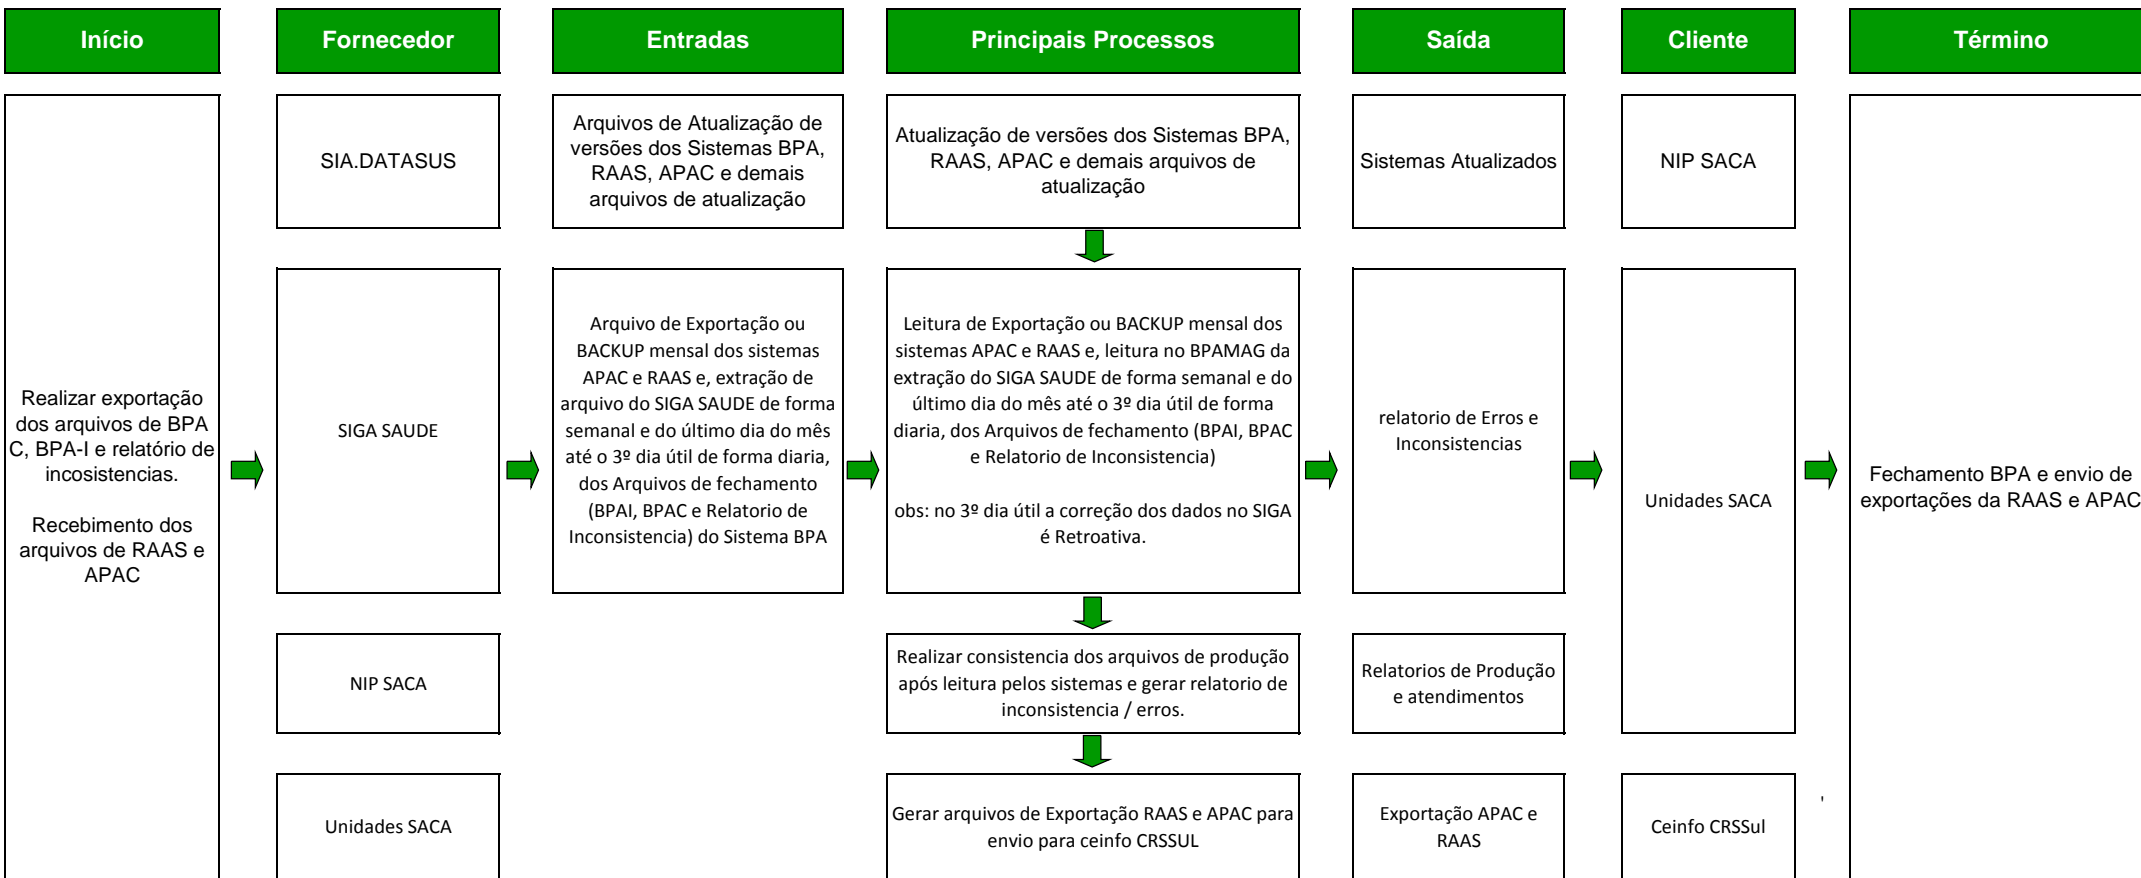 Início
Fornecedor
Entradas
Principais Processos
Saída
Cliente
Término
Realizar exportação
dos arquivos de BPA
C, BPA-I e relatório de
incosistencias.
Recebimento dos
arquivos de RAAS e
APAC
SIA.DATASUS
Arquivos de Atualização de
versões dos Sistemas BPA,
RAAS, APAC e demais
arquivos de atualização
Atualização de versões dos Sistemas BPA,
RAAS, APAC e demais arquivos de
atualização
Sistemas Atualizados
NIP SACA
SIGA SAUDE
Arquivo de Exportação ou
BACKUP mensal dos sistemas
APAC e RAAS e, extração de
arquivo do SIGA SAUDE de forma
semanal e do último dia do mês
até o 3º dia útil de forma diaria,
dos Arquivos de fechamento
(BPAI, BPAC e Relatorio de
Inconsistencia) do Sistema BPA
Leitura de Exportação ou BACKUP mensal dos
sistemas APAC e RAAS e, leitura no BPAMAG da
extração do SIGA SAUDE de forma semanal e do
último dia do mês até o 3º dia útil de forma
diaria, dos Arquivos de fechamento (BPAI, BPAC
e Relatorio de Inconsistencia)
obs: no 3º dia útil a correção dos dados no SIGA
é Retroativa.
relatorio de Erros e
Inconsistencias
Unidades SACA
Fechamento BPA e envio de
exportações da RAAS e APAC
NIP SACA
Realizar consistencia dos arquivos de produção
após leitura pelos sistemas e gerar relatorio de
inconsistencia / erros.
Relatorios de Produção
e atendimentos
Unidades SACA
Gerar arquivos de Exportação RAAS e APAC para
envio para ceinfo CRSSUL
Exportação APAC e
RAAS
Ceinfo CRSSul
'